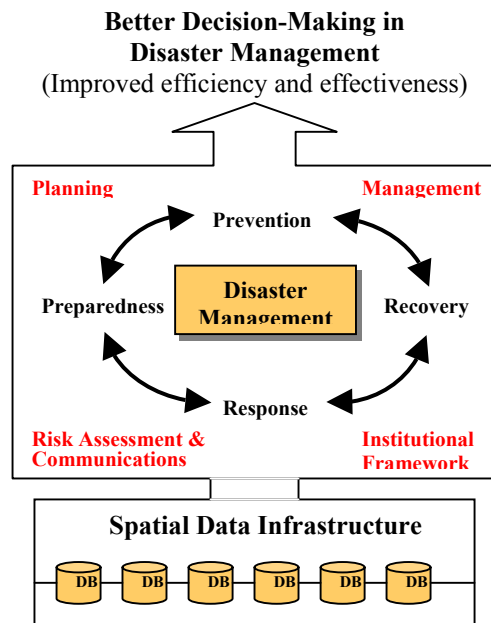 Better Decision-Making in
Disaster Management
(Improved efficiency and effectiveness)
Planning
Management
Prevention
Preparedness
Disaster
Management
Recovery
Response
Risk Assessment &
Communications
Institutional
Framework
Spatial Data Infrastructure
DB DB DB DB DB DB